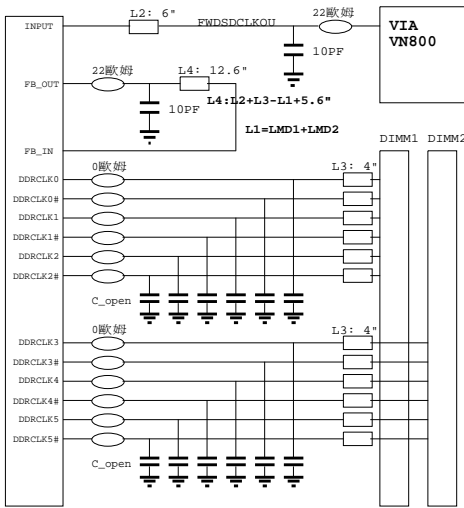 L2: 6"
22歐姆
INPUT
FWDSDCLKOU
VIA
VN800
10PF
22歐姆
L4: 12.6"
FB_OUT
L4:L2+L3-L1+5.6"
10PF
L1=LMD1+LMD2
DIMM1 DIMM2
FB_IN
0歐姆
L3: 4"
DDRCLK0
DDRCLK0#
DDRCLK1
DDRCLK1#
DDRCLK2
DDRCLK2#
C_open
0歐姆
L3: 4"
DDRCLK3
DDRCLK3#
DDRCLK4
DDRCLK4#
DDRCLK5
DDRCLK5#
C_open